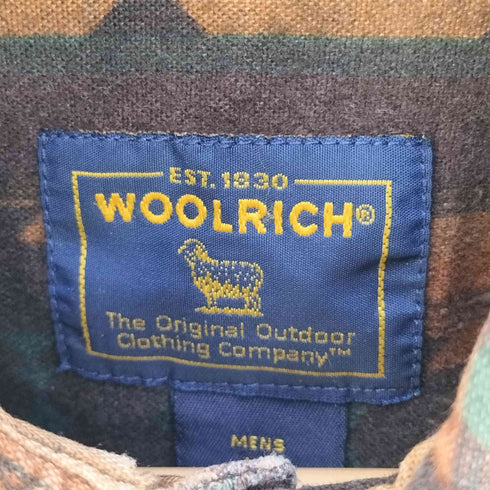 EST. 1830
WOOLRICH®
The Original Outdoor
Clothing Company™
MENS